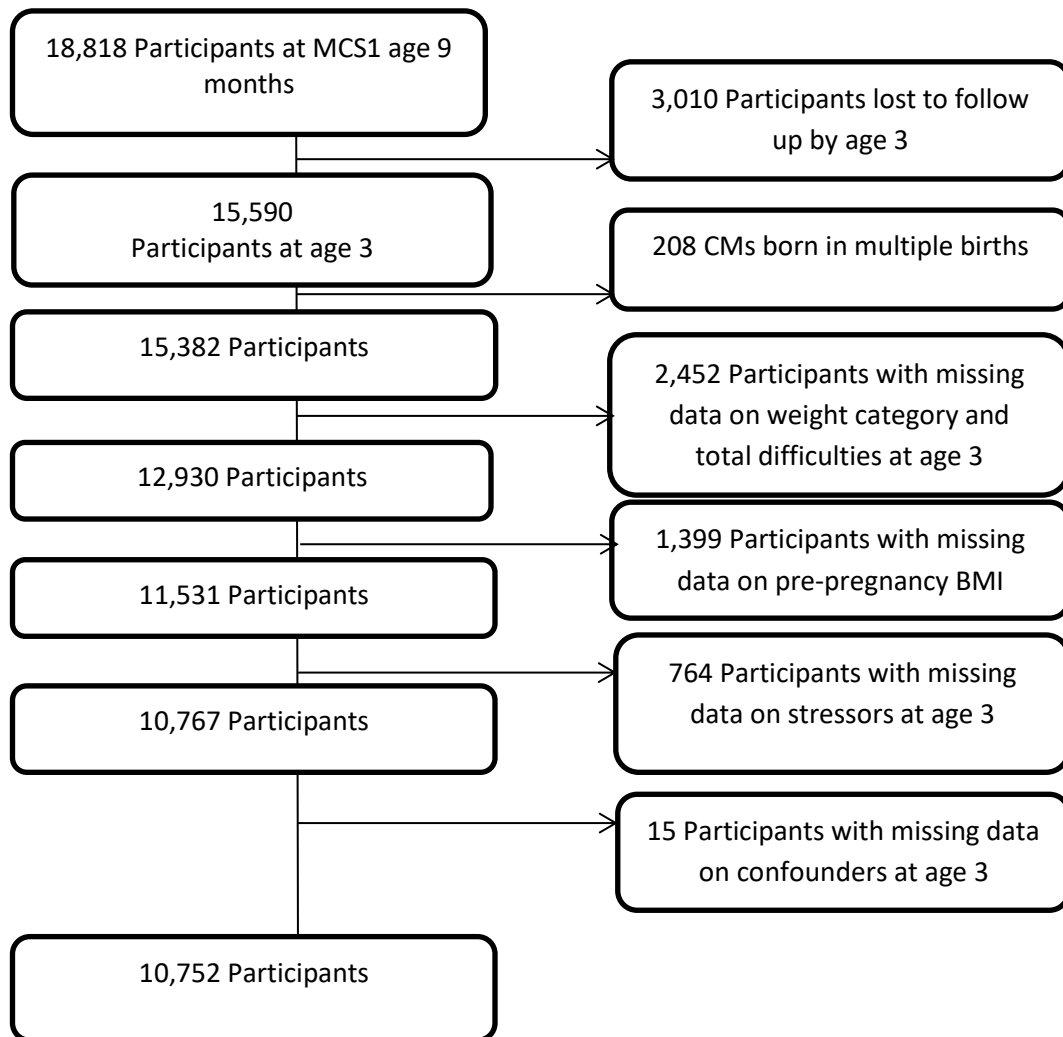 18,818 Participants at MCS1 age 9
months
3,010 Participants lost to follow
up by age 3
15,590
Participants at age 3
208 CMs born in multiple births
15,382 Participants
2,452 Participants with missing
data on weight category and
total difficulties at age 3
12,930 Participants
1,399 Participants with missing
data on pre-pregnancy BMI
11,531 Participants
764 Participants with missing
data on stressors at age 3
10,767 Participants
15 Participants with missing data
on confounders at age 3
10,752 Participants